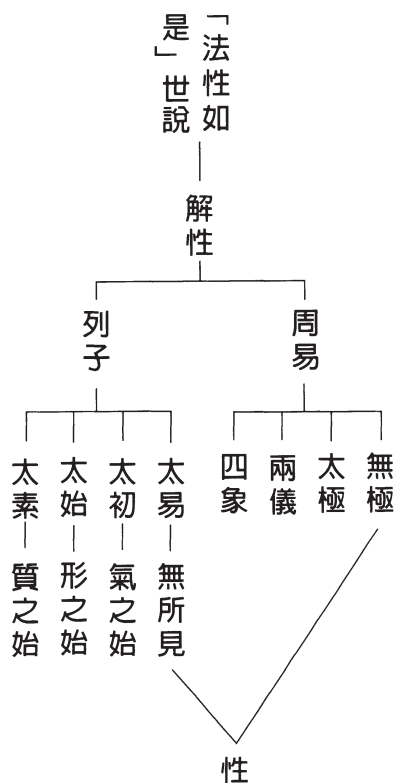 「法性如
是」世說
解性
周易
列子
無極
太極
兩儀
四象
太易
無所見
太初
氣之始
太始
形之始
太素
質之始
性